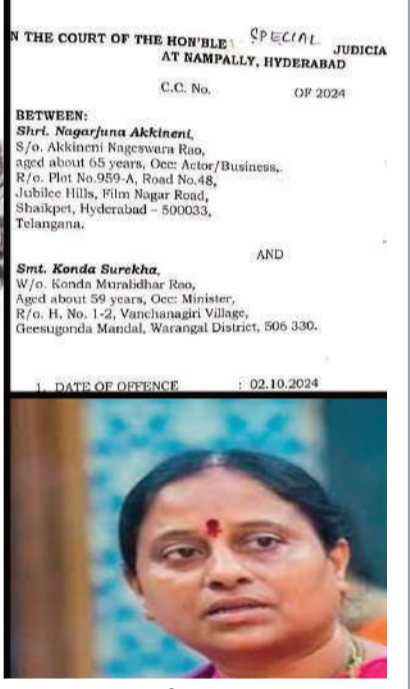 N THE COURT OF THE HON'BLE SPECIAL JUDICIA
AT NAMPALLY, HYDERABAD
C.C. No. OF 2024
BETWEEN:
Shri. Nagarjuna Akkineni,
S/o. Akkineni Nageswara Rao,
aged about 65 years, Occ: Actor/Business,
R/o. Plot No.959-A, Road No.48,
Jubilee Hills, Film Nagar Road,
Shaikpet, Hyderabad – 500033,
Telangana.
AND
Smt. Konda Surekha,
W/o. Konda Muralidhar Rao,
Aged about 59 years, Occ: Minister,
R/o. H. No. 1-2, Vanchanagiri Village,
Geesugonda Mandal, Warangal District, 506 330.
1. DATE OF OFFENCE : 02.10.2024